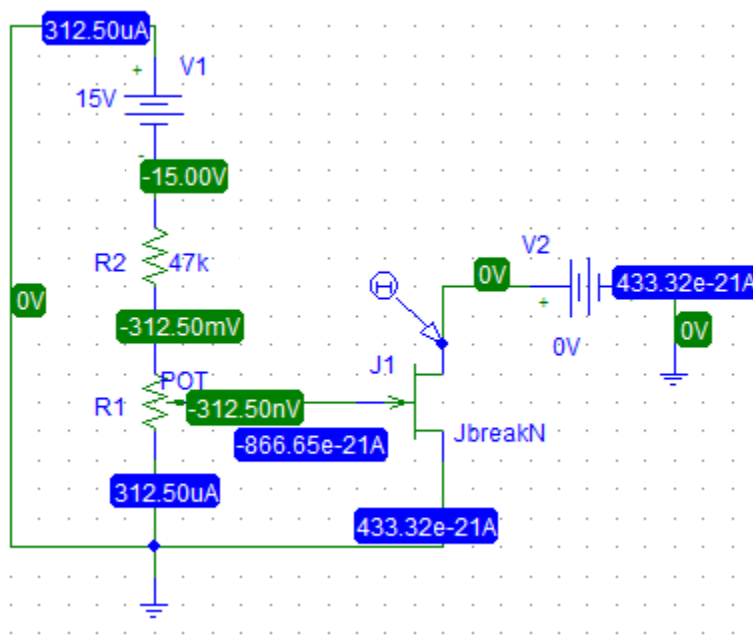 312.50uA
+
V1
15V
-
-15.00V
R2
47k
V2
0V
433.32e-21A
H
+
0V
0V
-312.50mV
0V
J1
POT
R1
-312.50nV
JbreakN
-866.65e-21A
312.50uA
433.32e-21A